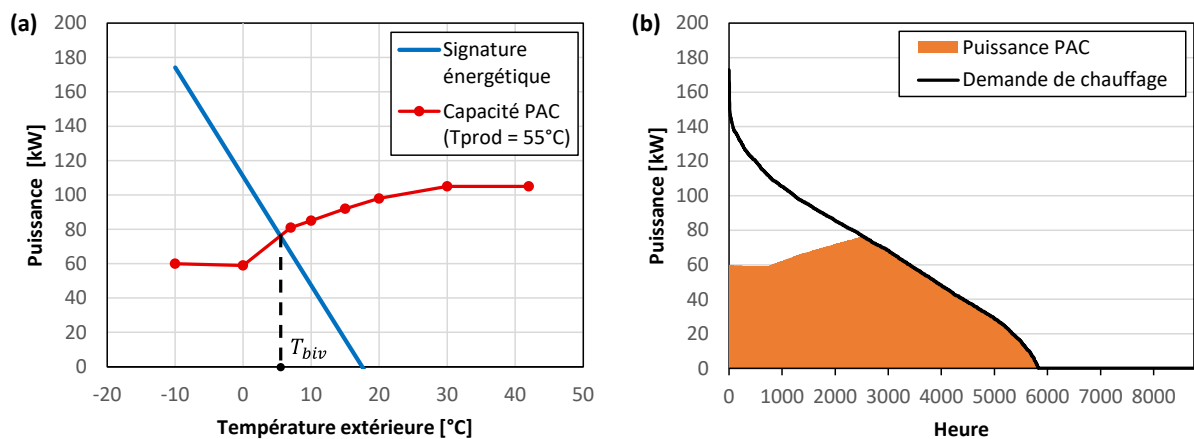 (a)
Puissance [kW]
200
180
160
140
120
100
80
60
40
20
0
Signature
énergétique
Capacité PAC
(Tprod = 55°C)
T_biv
-20 -10 0 10 20 30 40 50
Température extérieure [°C]
(b)
Puissance [kW]
200
180
160
140
120
100
80
60
40
20
0
Puissance PAC
Demande de chauffage
0 1000 2000 3000 4000 5000 6000 7000 8000
Heure